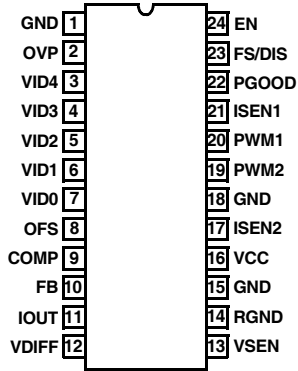 GND 1 24 EN
OVP 2 23 FS/DIS
VID4 3 22 PGOOD
VID3 4 21 ISEN1
VID2 5 20 PWM1
VID1 6 19 PWM2
VID0 7 18 GND
OFS 8 17 ISEN2
COMP 9 16 VCC
FB 10 15 GND
IOUT 11 14 RGND
VDIFF 12 13 VSEN